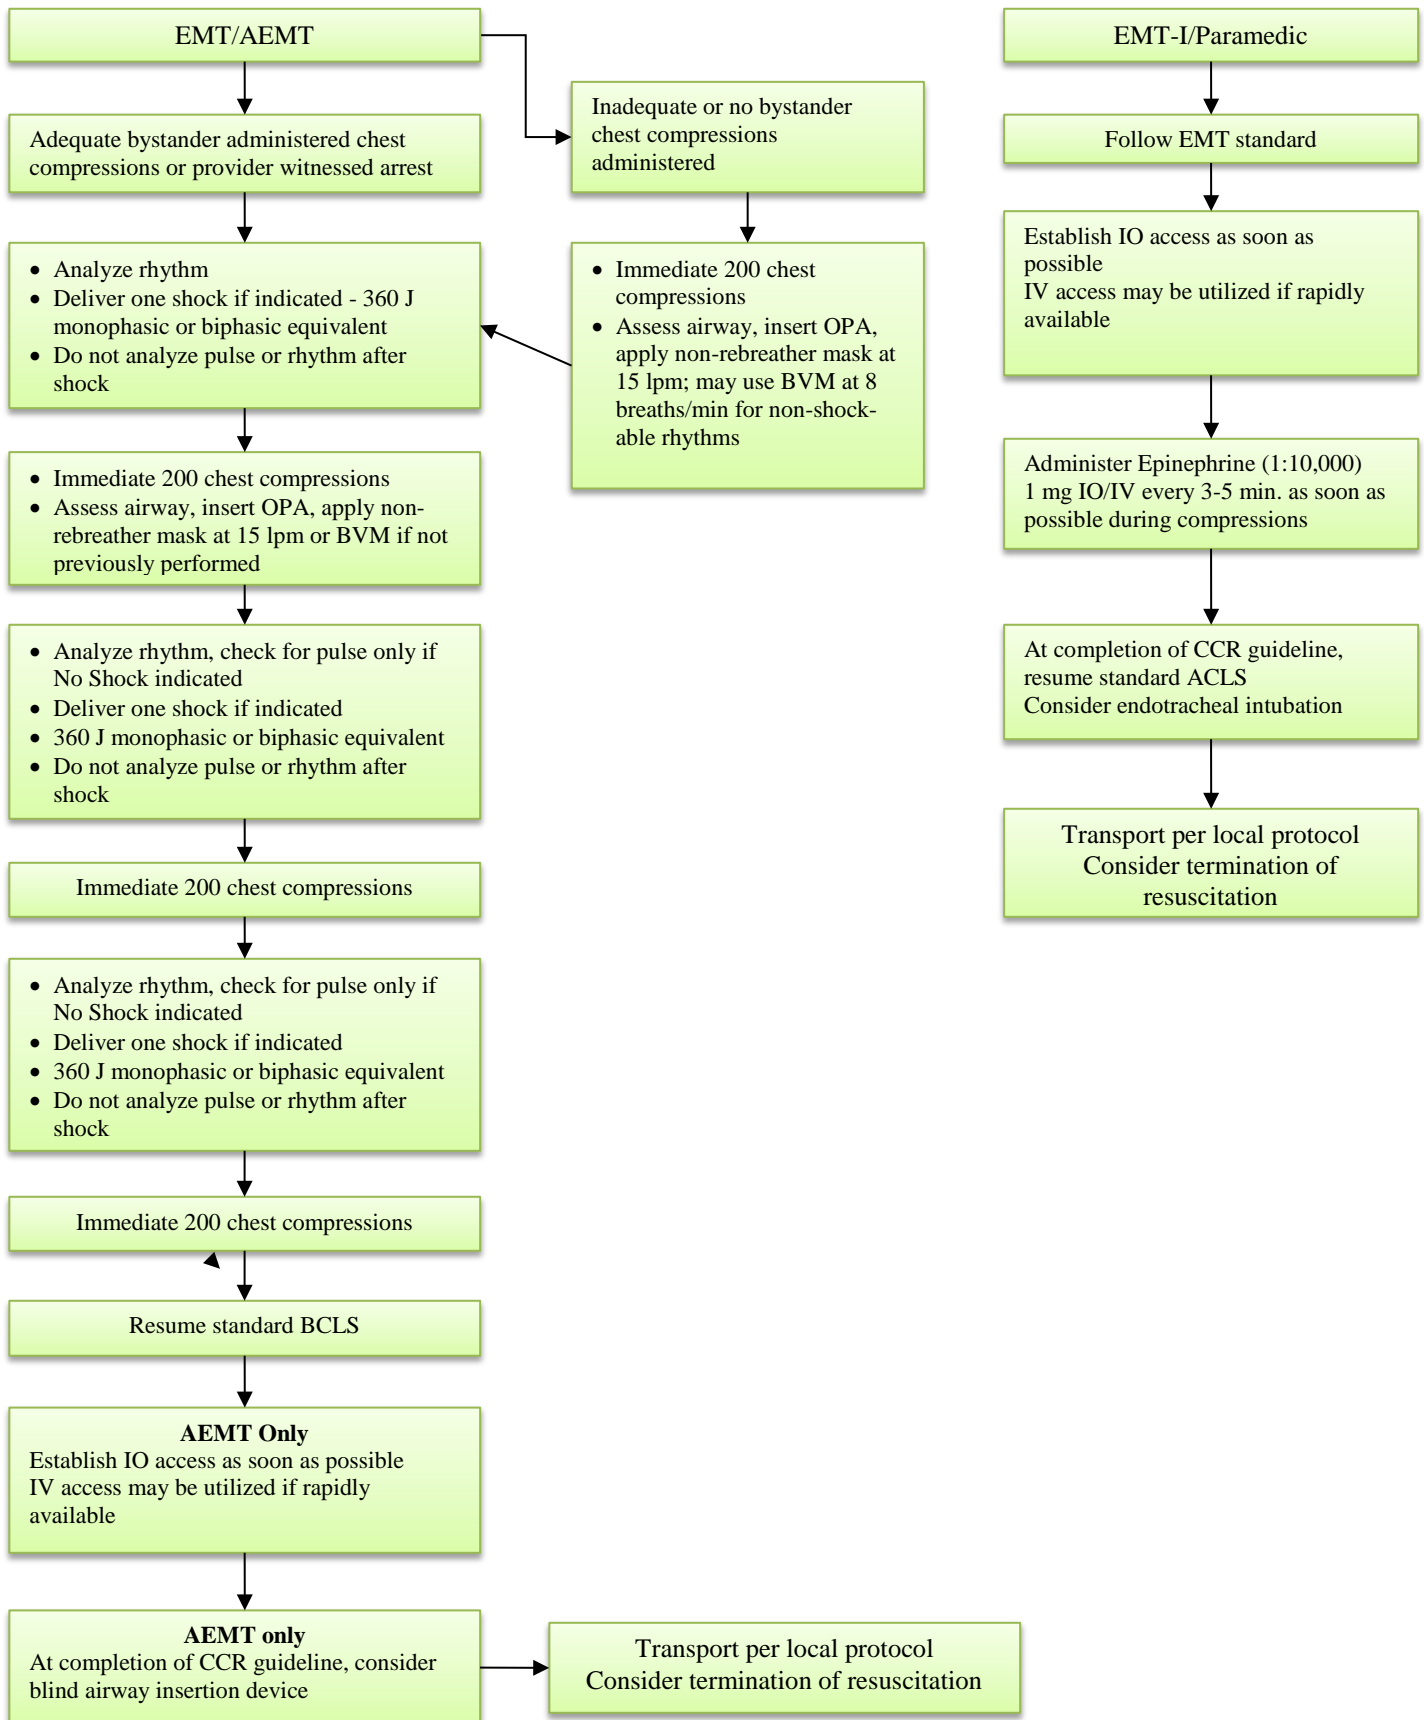 EMT/AEMT
Adequate bystander administered chest
compressions or provider witnessed arrest
Inadequate or no bystander
chest compressions
administered
• Analyze rhythm
• Deliver one shock if indicated - 360 J
monophasic or biphasic equivalent
• Do not analyze pulse or rhythm after
shock
• Immediate 200 chest
compressions
• Assess airway, insert OPA,
apply non-rebreather mask at
15 lpm; may use BVM at 8
breaths/min for non-shock-
able rhythms
• Immediate 200 chest compressions
• Assess airway, insert OPA, apply non-
rebreather mask at 15 lpm or BVM if not
previously performed
• Analyze rhythm, check for pulse only if
No Shock indicated
• Deliver one shock if indicated
• 360 J monophasic or biphasic equivalent
• Do not analyze pulse or rhythm after
shock
Immediate 200 chest compressions
• Analyze rhythm, check for pulse only if
No Shock indicated
• Deliver one shock if indicated
• 360 J monophasic or biphasic equivalent
• Do not analyze pulse or rhythm after
shock
Immediate 200 chest compressions
Resume standard BCLS
AEMT Only
Establish IO access as soon as possible
IV access may be utilized if rapidly
available
AEMT only
At completion of CCR guideline, consider
blind airway insertion device
Transport per local protocol
Consider termination of resuscitation
EMT-I/Paramedic
Follow EMT standard
Establish IO access as soon as
possible
IV access may be utilized if rapidly
available
Administer Epinephrine (1:10,000)
1 mg IO/IV every 3-5 min. as soon as
possible during compressions
At completion of CCR guideline,
resume standard ACLS
Consider endotracheal intubation
Transport per local protocol
Consider termination of
resuscitation